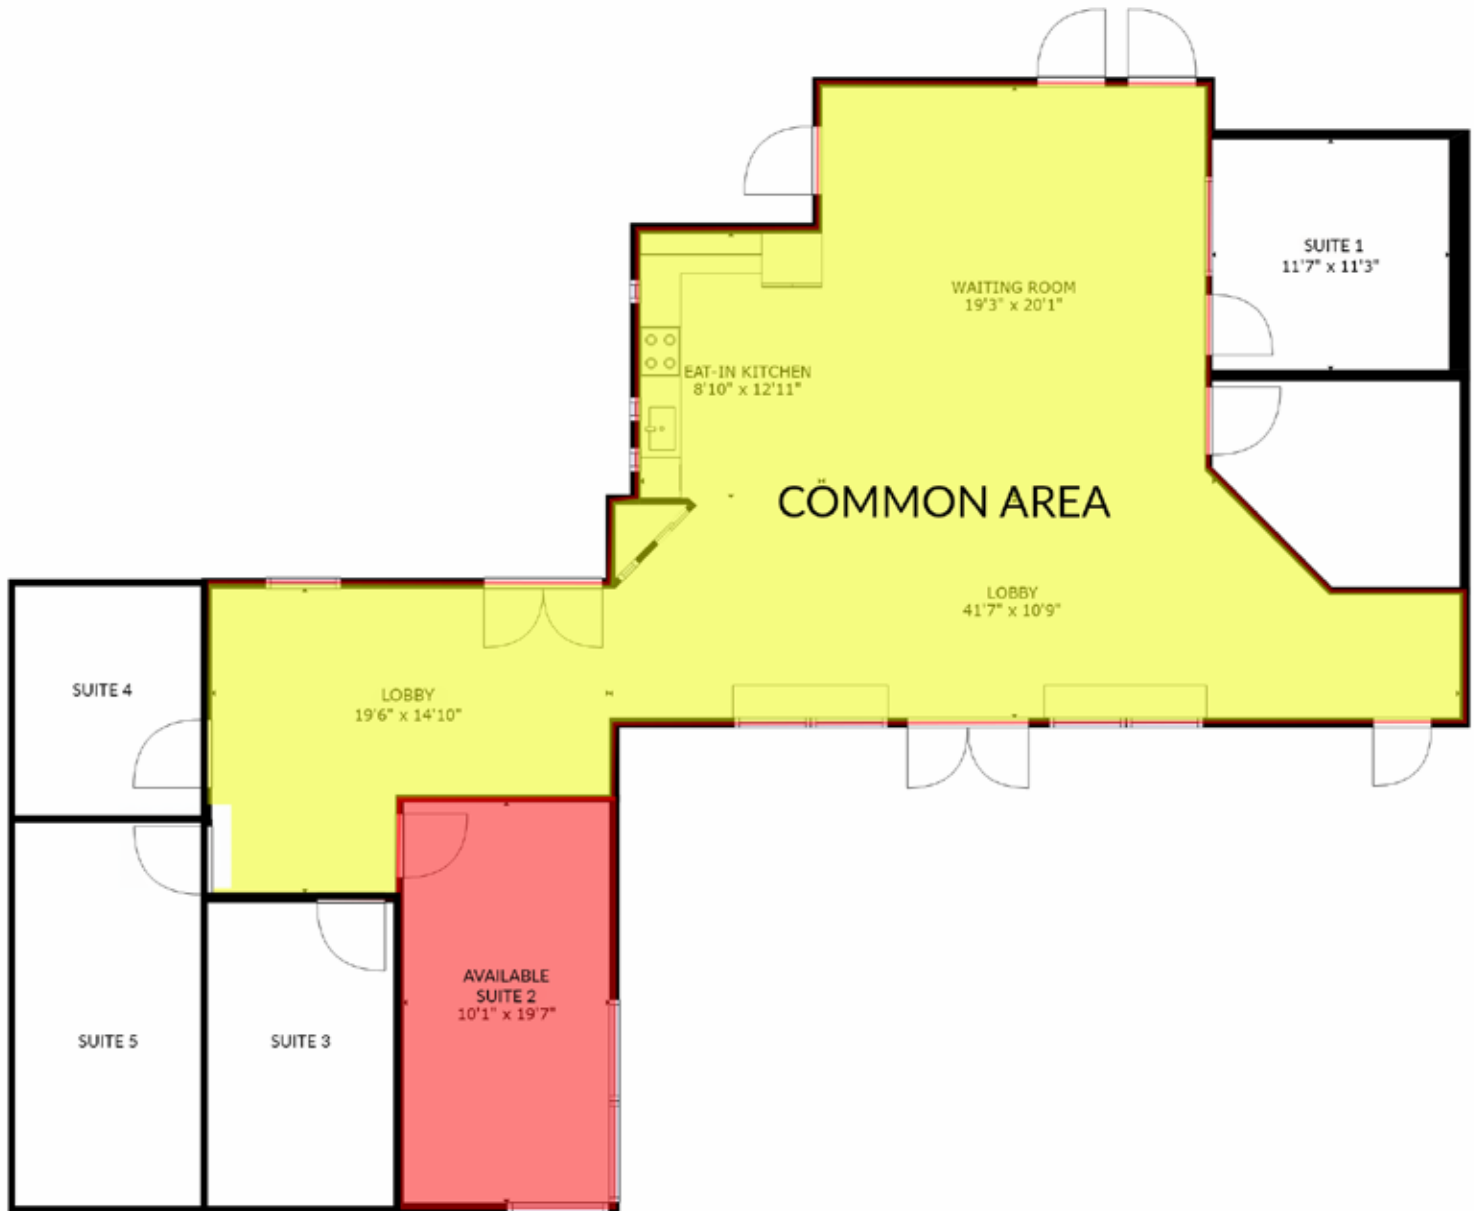 SUITE 1
11'7" x 11'3"
WAITING ROOM
19'3" x 20'1"
EAT-IN KITCHEN
8'10" x 12'11"
COMMON AREA
LOBBY
41'7" x 10'9"
SUITE 4
LOBBY
19'6" x 14'10"
AVAILABLE
SUITE 2
10'1" x 19'7"
SUITE 5
SUITE 3